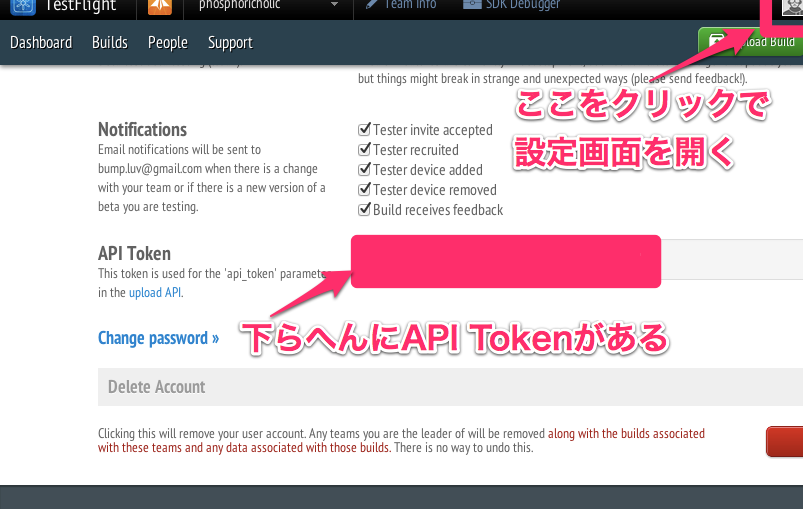 TestFlight
phosphoricholic
Team Info
SDK Debugger
Dashboard Builds People Support
Upload Build
but things might break in strange and unexpected ways (please send feedback!).
ここをクリックで
設定画面を開く
Notifications
Email notifications will be sent to
bump.luv@gmail.com when there is a change
with your team or if there is a new version of a
beta you are testing.
Tester invite accepted
Tester recruited
Tester device added
Tester device removed
Build receives feedback
API Token
This token is used for the 'api_token' parameter
in the upload API.
下らへんにAPI Tokenがある
Change password »
Delete Account
Clicking this will remove your user account. Any teams you are the leader of will be removed along with the builds associated
with these teams and any data associated with those builds. There is no way to undo this.